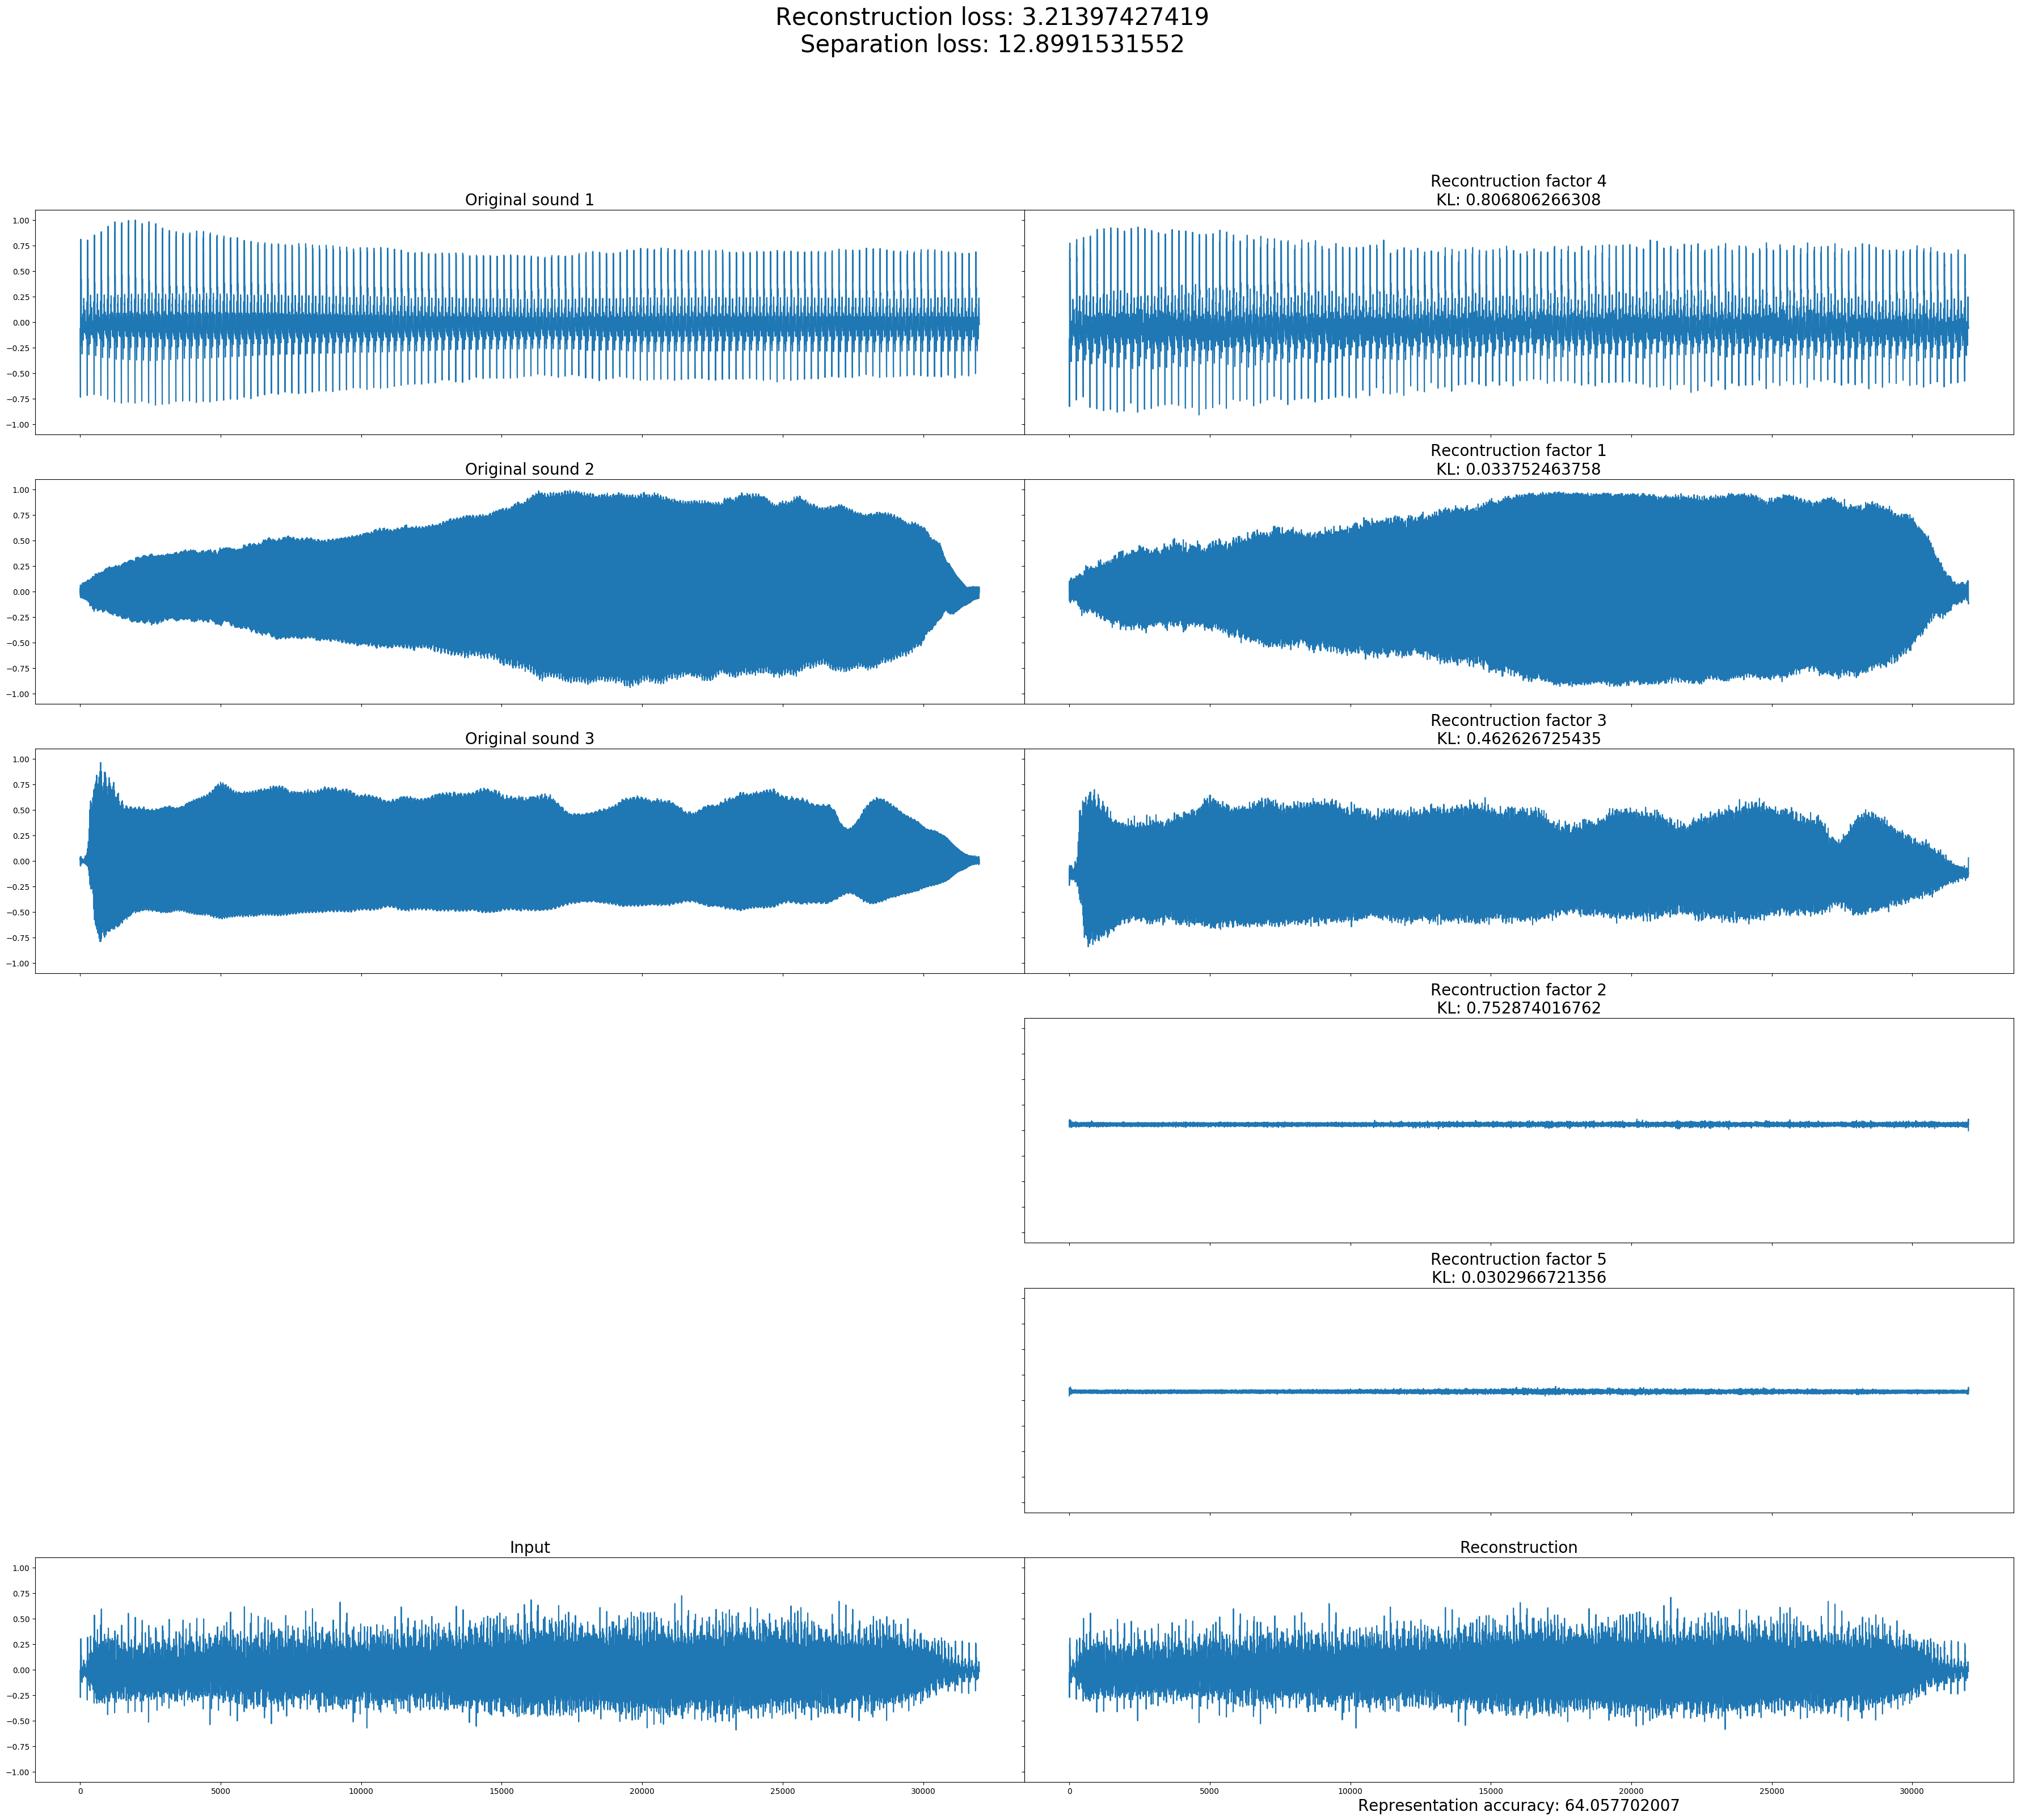 Reconstruction loss: 3.21397427419
Separation loss: 12.8991531552
Original sound 1
Recontruction factor 4
KL: 0.806806266308
1.00
0.75
0.50
0.25
0.00
−0.25
−0.50
−0.75
−1.00
Original sound 2
Recontruction factor 1
KL: 0.033752463758
1.00
0.75
0.50
0.25
0.00
−0.25
−0.50
−0.75
−1.00
Original sound 3
Recontruction factor 3
KL: 0.462626725435
1.00
0.75
0.50
0.25
0.00
−0.25
−0.50
−0.75
−1.00
Recontruction factor 2
KL: 0.752874016762
Recontruction factor 5
KL: 0.0302966721356
Input
Reconstruction
1.00
0.75
0.50
0.25
0.00
−0.25
−0.50
−0.75
−1.00
0 5000 10000 15000 20000 25000 30000
0 5000 10000 15000 20000 25000 30000
Representation accuracy: 64.057702007